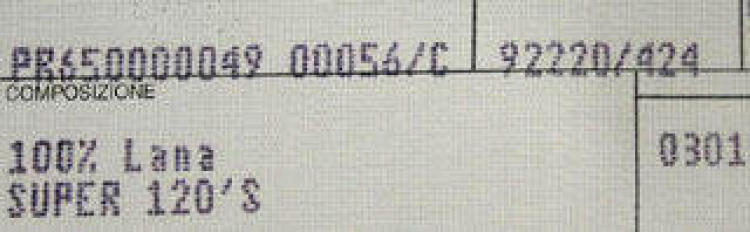 PR650000049 00056/C 92220/424
COMPOSIZIONE
100% Lana 0301
SUPER 120'S